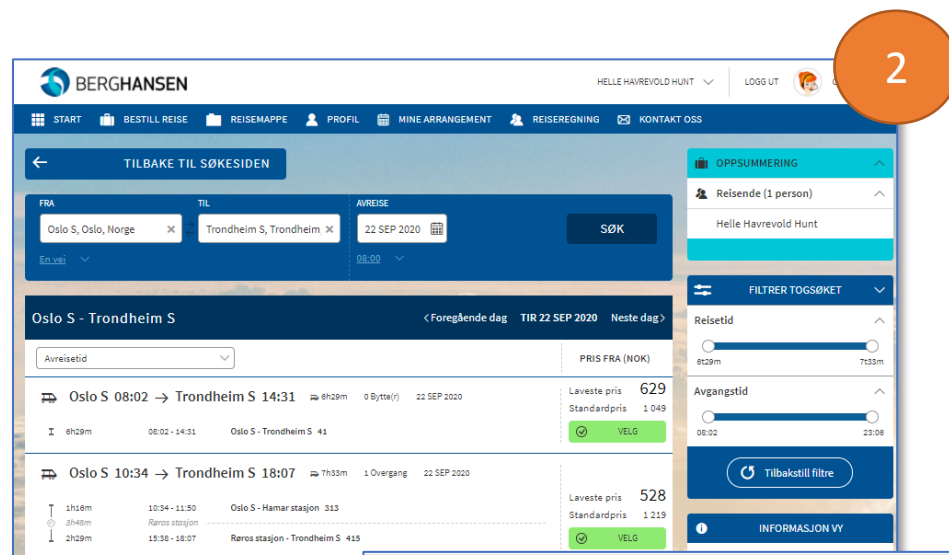 2
BERGHANSEN
HELLE HAVREVOLD HUNT
LOGG UT
START BESTILL REISE REISEMAPPE PROFIL MINE ARRANGEMENT REISEREGNING KONTAKT OSS
TILBAKE TIL SØKESIDEN
FRA TIL AVREISE
Oslo S, Oslo, Norge × Trondheim S, Trondheim × 22 SEP 2020 SØK
En vei 08:00
Oslo S - Trondheim S <Foregående dag TIR 22 SEP 2020 Neste dag>
Avreisetid PRIS FRA (NOK)
Oslo S 08:02 → Trondheim S 14:31 6h29m 0 Bytte(r) 22 SEP 2020 Laveste pris 629
Standardpris 1 049
6h29m 08:02 - 14:31 Oslo S - Trondheim S 41 VELG
Oslo S 10:34 → Trondheim S 18:07 7h33m 1 Overgang 22 SEP 2020
Laveste pris 528
1h16m 10:34 - 11:50 Oslo S - Hamar stasjon 313
Standardpris 1 219
3h48m Røros stasjon
2h29m 15:38 - 18:07 Røros stasjon - Trondheim S 415 VELG
OPPSUMMERING
Reisende (1 person)
Helle Havrevold Hunt
FILTRER TOGSØKET
Reisetid
6t29m 7t33m
Avgangstid
08:02 23:06
Tilbakstill filtre
INFORMASJON VY